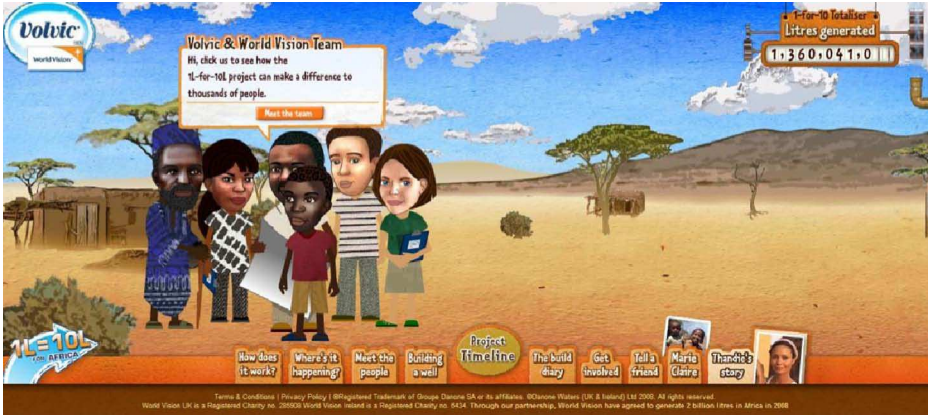 Volvic
World Vision
Volvic & World Vision Team
Hi, click us to see how the
1L-for-10L project can make a difference to
thousands of people.
Meet the team
1-for-10 Totaliser
Litres generated
1,360,041,0
1L=10L
FOR AFRICA
How does
it work?
Where's it
happening?
Meet the
people
Building
a well
Project
Timeline
The build
diary
Get
involved
Tell a
friend
Marie
Claire
Thandie's
story
Terms & Conditions | Privacy Policy | ®Registered Trademark of Groupe Danone SA or its affiliates. ©Danone Waters (UK & Ireland) Ltd 2008. All rights reserved.
World Vision UK is a Registered Charity no. 285908 World Vision Ireland is a Registered Charity no. 6434. Through our partnership, World Vision have agreed to generate 2 billion litres in Africa in 2008